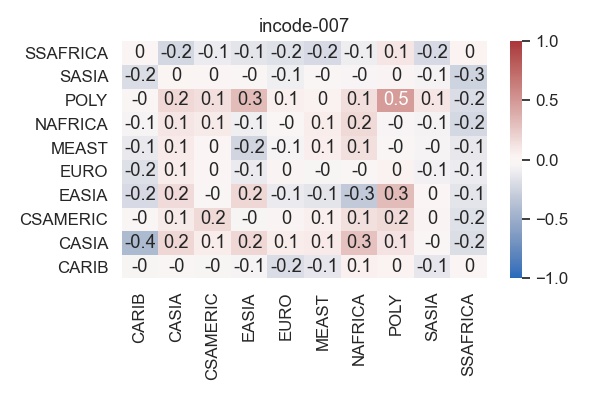 incode-007
SSAFRICA 0 -0.2 -0.1 -0.1 -0.2 -0.2 -0.1 0.1 -0.2 0
SASIA -0.2 0 0 -0 -0.1 -0 0 0 -0.1 -0.3
POLY -0 0.2 0.1 0.3 0.1 0 0.1 0.5 0.1 -0.2
NAFRICA -0.1 0.1 0.1 -0.1 -0 0.1 0.2 -0 -0 -0.2
MEAST -0.1 0.1 0 -0.2 -0 0.1 0.1 -0 -0 -0.1
EURO -0.2 0.1 0 -0.1 0 -0 -0 0 -0.1 -0.1
EASIA -0.2 0.2 -0 0.2 -0.1 -0.1 -0.3 0.3 0 -0.1
CSAMERIC -0 0.1 0.2 -0 0 0.1 0.1 0.2 0 -0.2
CASIA -0.4 0.2 0.1 0.2 0.1 0.1 0.3 0.1 -0 -0.2
CARIB -0 -0 -0 -0.1 -0.2 -0.1 0.1 0 -0.1 0
CARIB CASIA CSAMERIC EASIA EURO MEAST NAFRICA POLY SASIA SSAFRICA
1.0
0.5
0.0
−0.5
−1.0